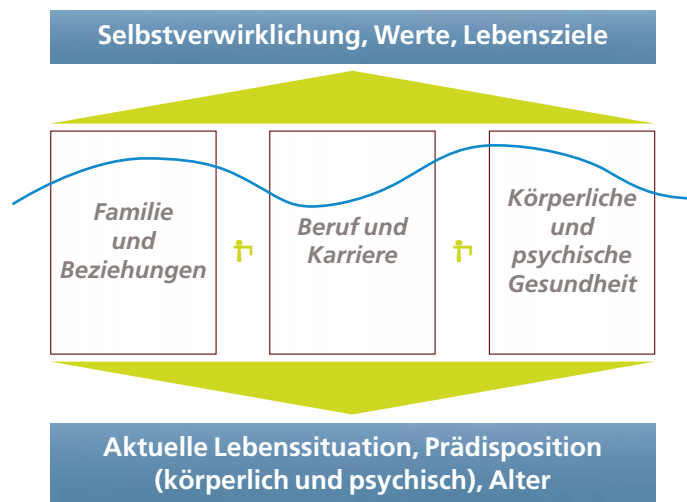 Selbstverwirklichung, Werte, Lebensziele
Familie
und
Beziehungen
Beruf und
Karriere
Körperliche
und
psychische
Gesundheit
Aktuelle Lebenssituation, Prädisposition
(körperlich und psychisch), Alter